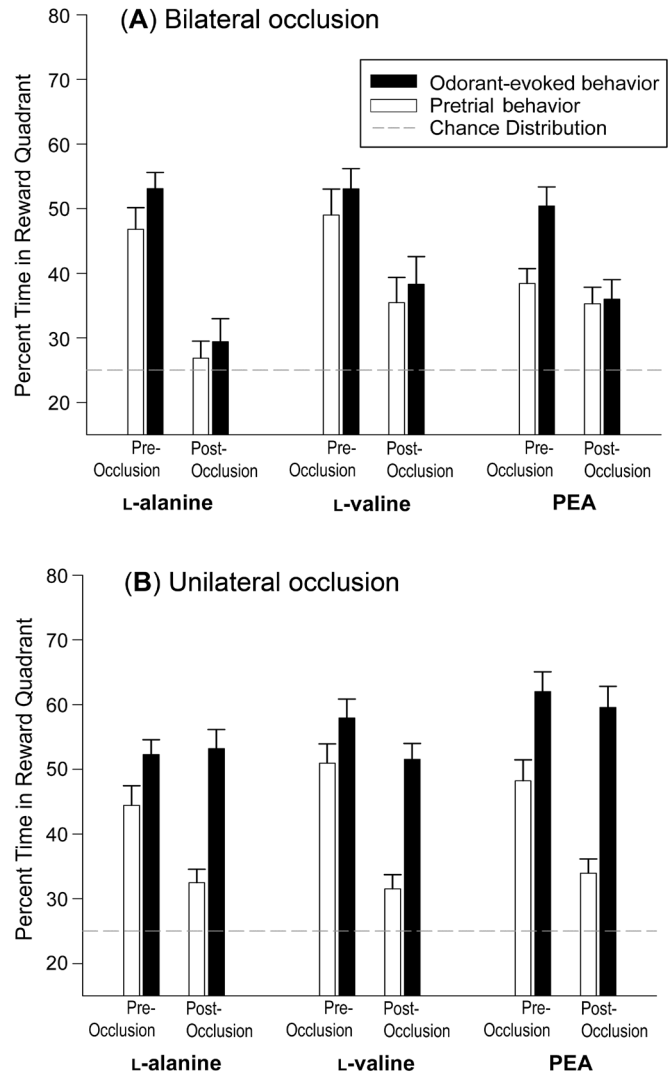 (A) Bilateral occlusion
Odorant-evoked behavior
Pretrial behavior
Chance Distribution
Percent Time in Reward Quadrant
80
70
60
50
40
30
20
Pre-
Occlusion
Post-
Occlusion
Pre-
Occlusion
Post-
Occlusion
Pre-
Occlusion
Post-
Occlusion
L-alanine
L-valine
PEA
(B) Unilateral occlusion
Percent Time in Reward Quadrant
80
70
60
50
40
30
20
Pre-
Occlusion
Post-
Occlusion
Pre-
Occlusion
Post-
Occlusion
Pre-
Occlusion
Post-
Occlusion
L-alanine
L-valine
PEA